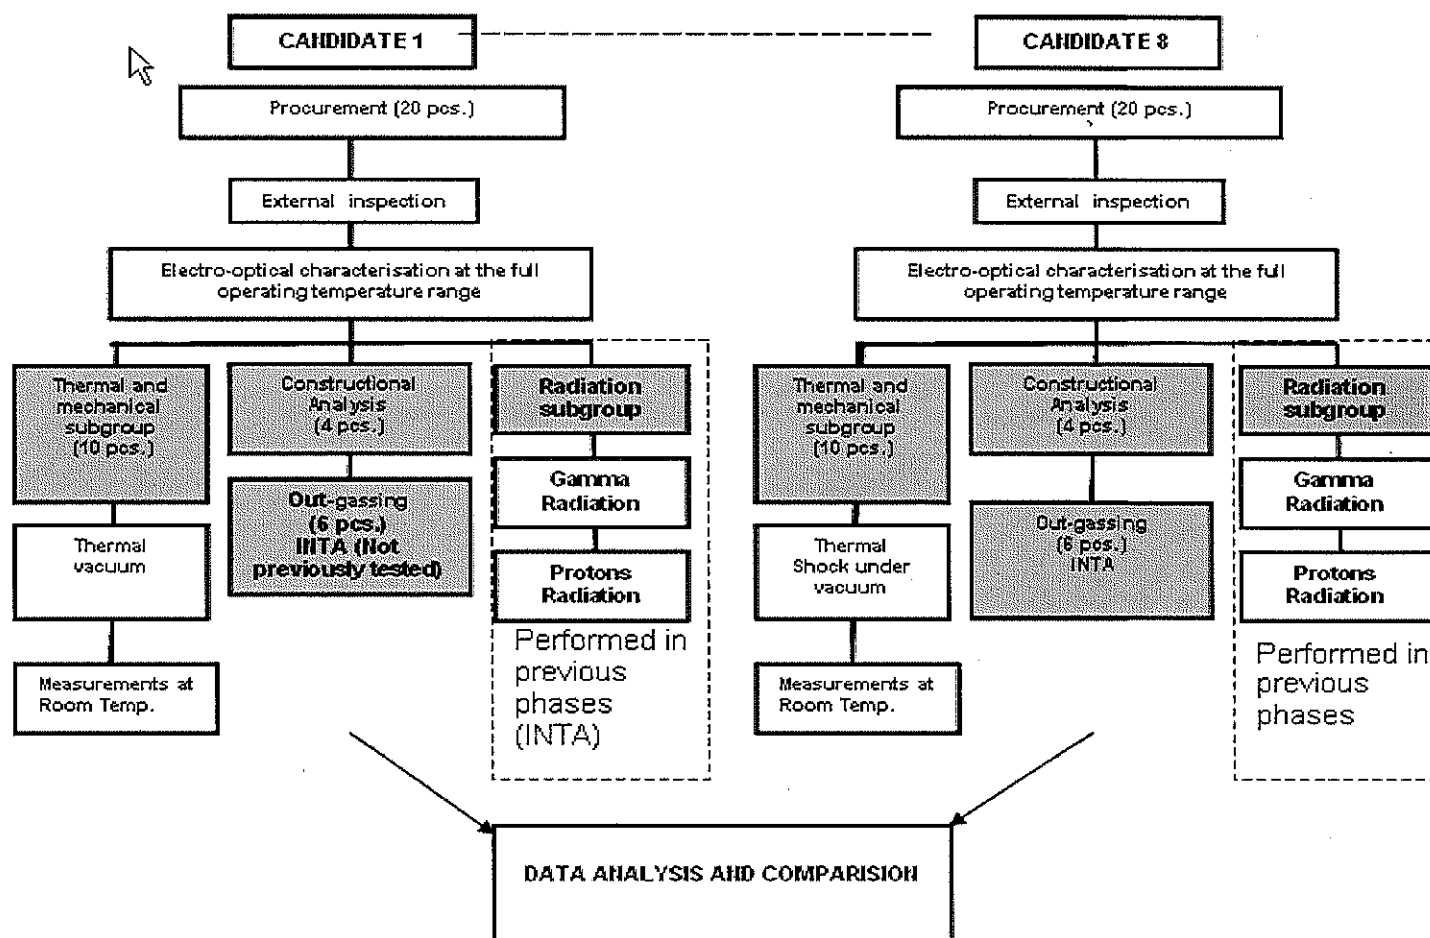 CANDIDATE 1
Procurement (20 pcs.)
External inspection
Electro-optical characterisation at the full
operating temperature range
Thermal and
mechanical
subgroup
(10 pcs.)
Thermal
vacuum
Measurements at
Room Temp.
Constructional
Analysis
(4 pcs.)
Out-gassing
(6 pcs.)
INTA (Not
previously tested)
Radiation
subgroup
Gamma
Radiation
Protons
Radiation
Performed in
previous
phases
(INTA)
CANDIDATE 8
Procurement (20 pcs.)
External inspection
Electro-optical characterisation at the full
operating temperature range
Thermal and
mechanical
subgroup
(10 pcs.)
Thermal
Shock under
vacuum
Measurements at
Room Temp.
Constructional
Analysis
(4 pcs.)
Out-gassing
(6 pcs.)
INTA
Radiation
subgroup
Gamma
Radiation
Protons
Radiation
Performed in
previous
phases
DATA ANALYSIS AND COMPARISION